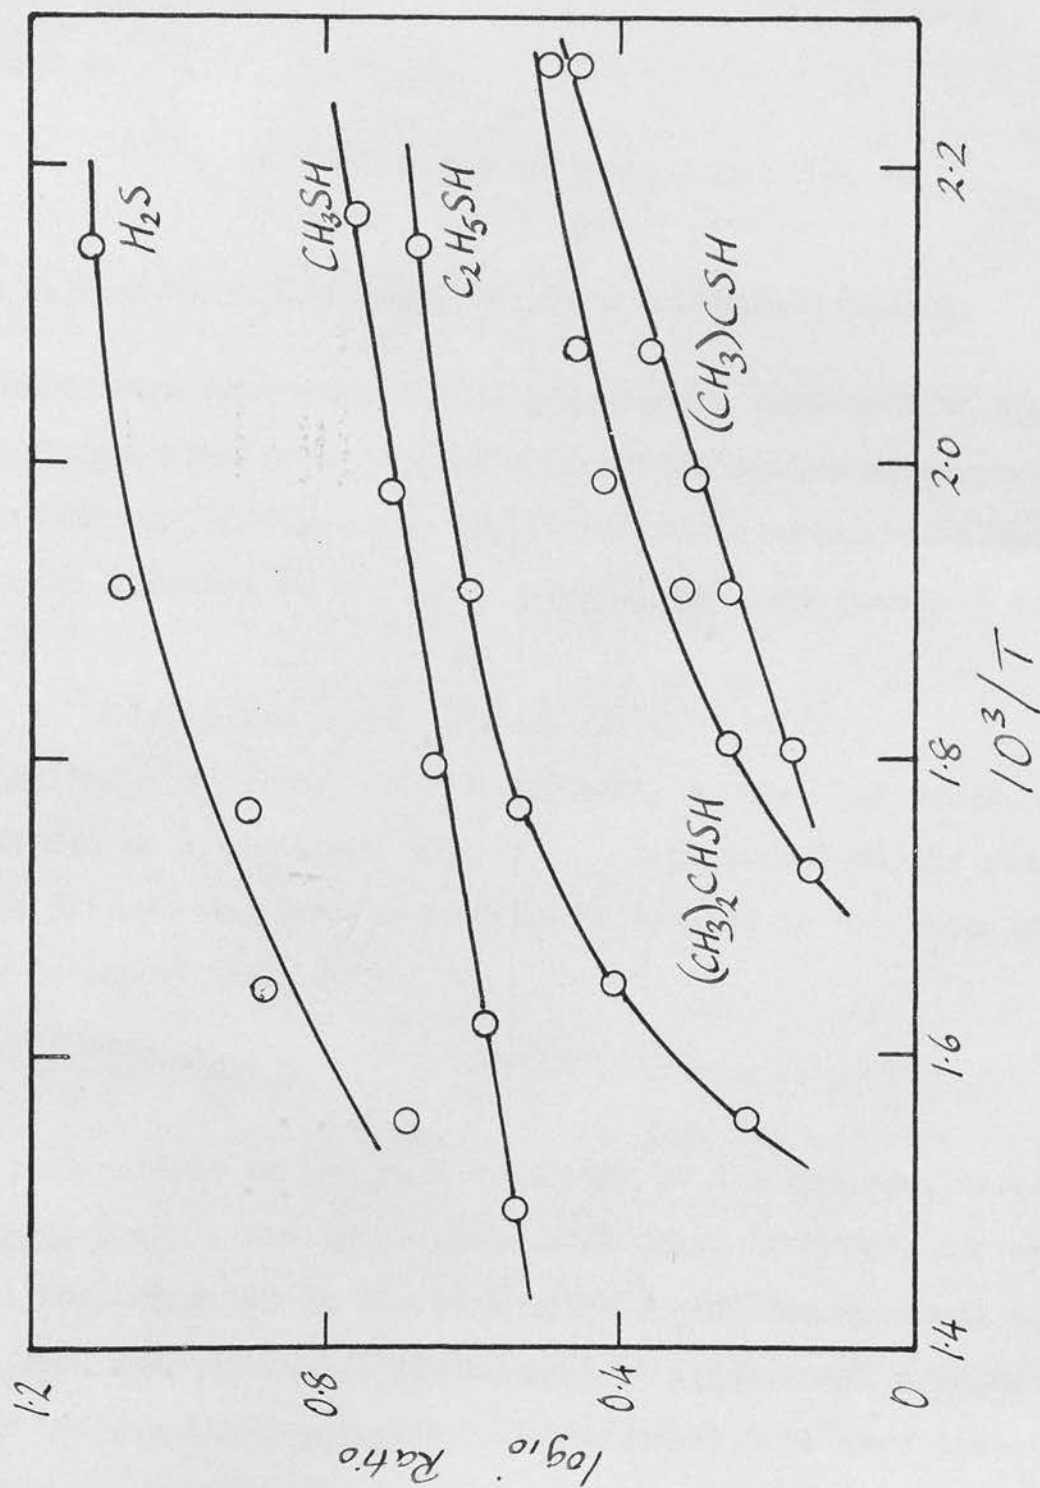 1.2
0.8
0.4
0
log10 Ratio
1.4
1.6
1.8
2.0
2.2
10³/T
H₂S
CH₃SH
C₂H₅SH
(CH₃)₂CHSH
(CH₃)CSH